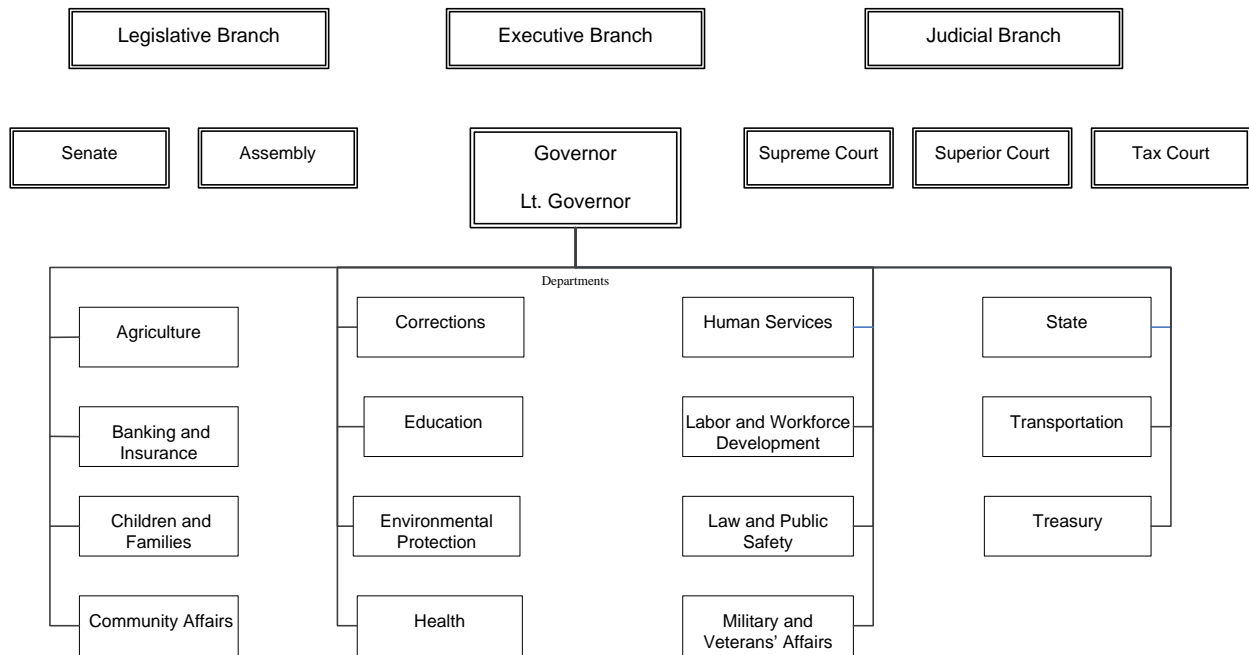 Legislative Branch
Executive Branch
Judicial Branch
Senate
Assembly
Governor
Lt. Governor
Supreme Court
Superior Court
Tax Court
Departments
Agriculture
Banking and
Insurance
Children and
Families
Community Affairs
Corrections
Education
Environmental
Protection
Health
Human Services
Labor and Workforce
Development
Law and Public
Safety
Military and
Veterans’ Affairs
State
Transportation
Treasury